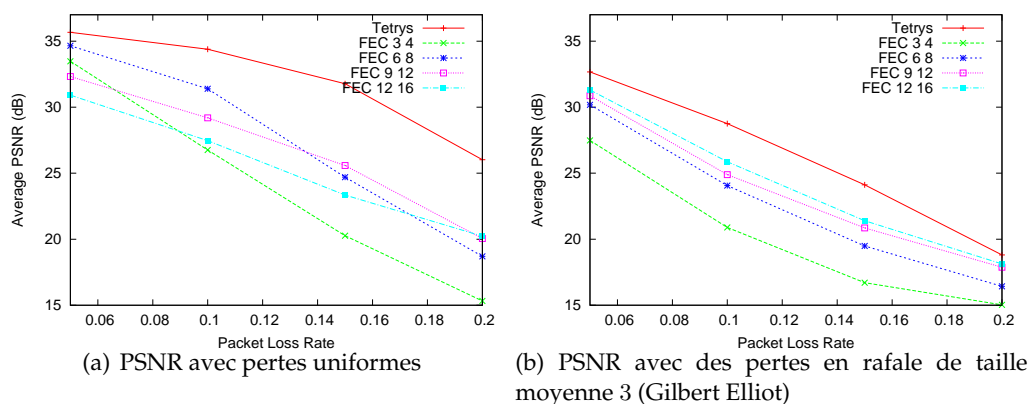 35
30
25
20
15
0.06 0.08 0.1 0.12 0.14 0.16 0.18 0.2
Average PSNR (dB)
Packet Loss Rate
Tetrys
FEC 3 4
FEC 6 8
FEC 9 12
FEC 12 16
(a) PSNR avec pertes uniformes
35
30
25
20
15
0.06 0.08 0.1 0.12 0.14 0.16 0.18 0.2
Average PSNR (dB)
Packet Loss Rate
Tetrys
FEC 3 4
FEC 6 8
FEC 9 12
FEC 12 16
(b) PSNR avec des pertes en rafale de taille
moyenne 3 (Gilbert Elliot)